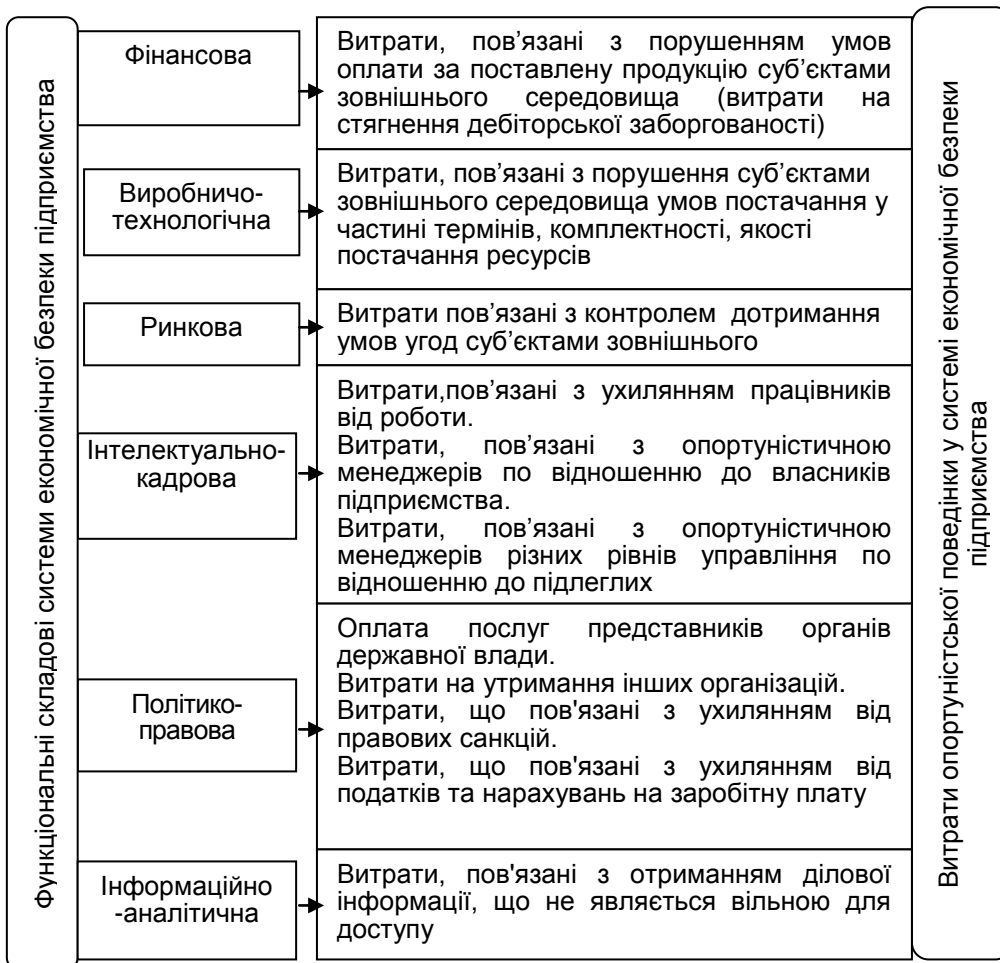 Функціональні складові системи економічної безпеки підприємства
Фінансова
Витрати, пов’язані з порушенням умов
оплати за поставлену продукцію суб’єктами
зовнішнього середовища (витрати на
стягнення дебіторської заборгованості)
Виробничо-
технологічна
Витрати, пов’язані з порушення суб’єктами
зовнішнього середовища умов постачання у
частині термінів, комплектності, якості
постачання ресурсів
Ринкова
Витрати пов’язані з контролем дотримання
умов угод суб’єктами зовнішнього
Інтелектуально-
кадрова
Витрати,пов’язані з ухилянням працівників
від роботи.
Витрати, пов’язані з опортуністичною
менеджерів по відношенню до власників
підприємства.
Витрати, пов’язані з опортуністичною
менеджерів різних рівнів управління по
відношенню до підлеглих
Політико-
правова
Оплата послуг представників органів
державної влади.
Витрати на утримання інших організацій.
Витрати, що пов'язані з ухилянням від
правових санкцій.
Витрати, що пов'язані з ухилянням від
податків та нарахувань на заробітну плату
Інформаційно
-аналітична
Витрати, пов'язані з отриманням ділової
інформації, що не являється вільною для
доступу
Витрати опортуністської поведінки у системі економічної безпеки
підприємства